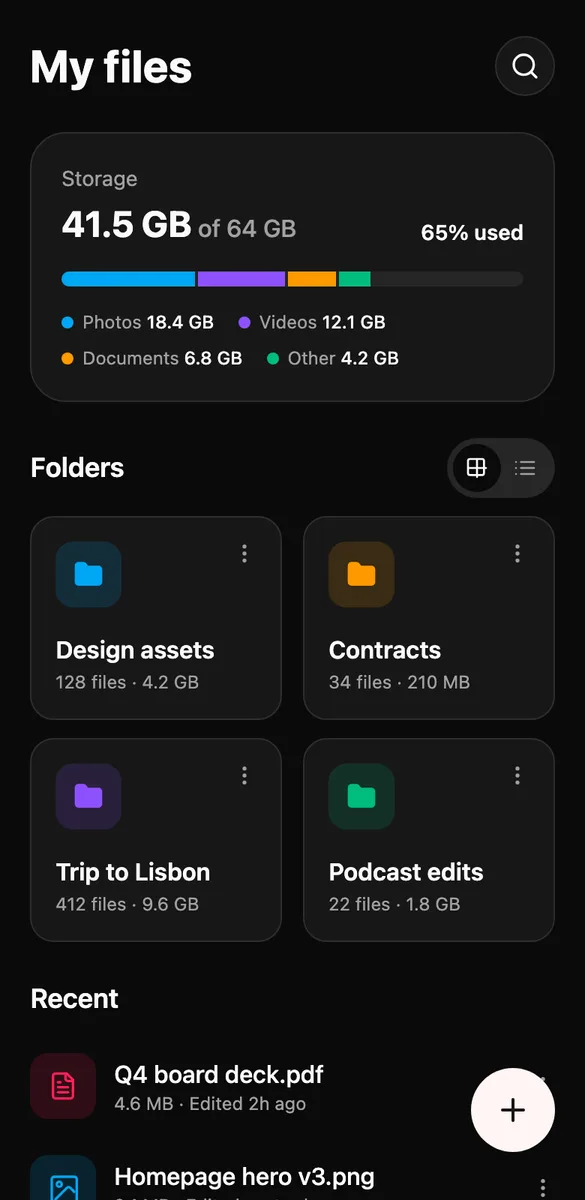 My files
Storage
41.5 GB of 64 GB
65% used
Photos 18.4 GB Videos 12.1 GB
Documents 6.8 GB Other 4.2 GB
Folders
Design assets
128 files · 4.2 GB
Contracts
34 files · 210 MB
Trip to Lisbon
412 files · 9.6 GB
Podcast edits
22 files · 1.8 GB
Recent
Q4 board deck.pdf
4.6 MB · Edited 2h ago
Homepage hero v3.png